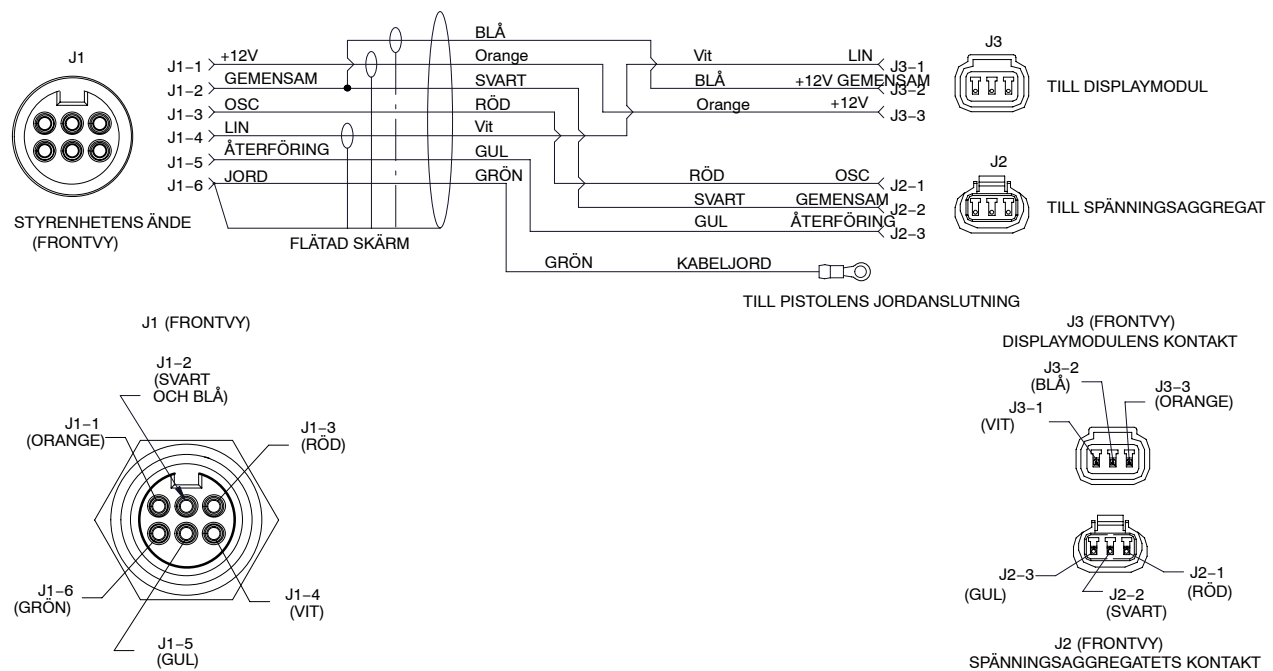 J1
J1-1
+12V
BLÅ
Orange
Vit
LIN
J3-1
J3
J1-2
GEMENSAM
SVART
BLÅ
+12V GEMENSAM
J3-2
TILL DISPLAYMODUL
J1-3
OSC
RÖD
Orange
+12V
J3-3
J1-4
LIN
Vit
J1-5
ÅTERFÖRING
GUL
J1-6
JORD
GRÖN
RÖD
OSC
J2-1
J2
SVART
GEMENSAM
J2-2
TILL SPÄNNINGSAGGREGAT
GUL
ÅTERFÖRING
J2-3
STYRENHETENS ÄNDE
(FRONTVY)
FLÄTAD SKÄRM
GRÖN
KABELJORD
TILL PISTOLENS JORDANSLUTNING
J1 (FRONTVY)
J1-2
(SVART
OCH BLÅ)
J1-1
(ORANGE)
J1-3
(RÖD)
J1-6
(GRÖN)
J1-4
(VIT)
J1-5
(GUL)
J3 (FRONTVY)
DISPLAYMODULENS KONTAKT
J3-2
(BLÅ)
J3-3
(ORANGE)
J3-1
(VIT)
J2-3
(GUL)
J2-1
(RÖD)
J2-2
(SVART)
J2 (FRONTVY)
SPÄNNINGSAGGREGATETS KONTAKT